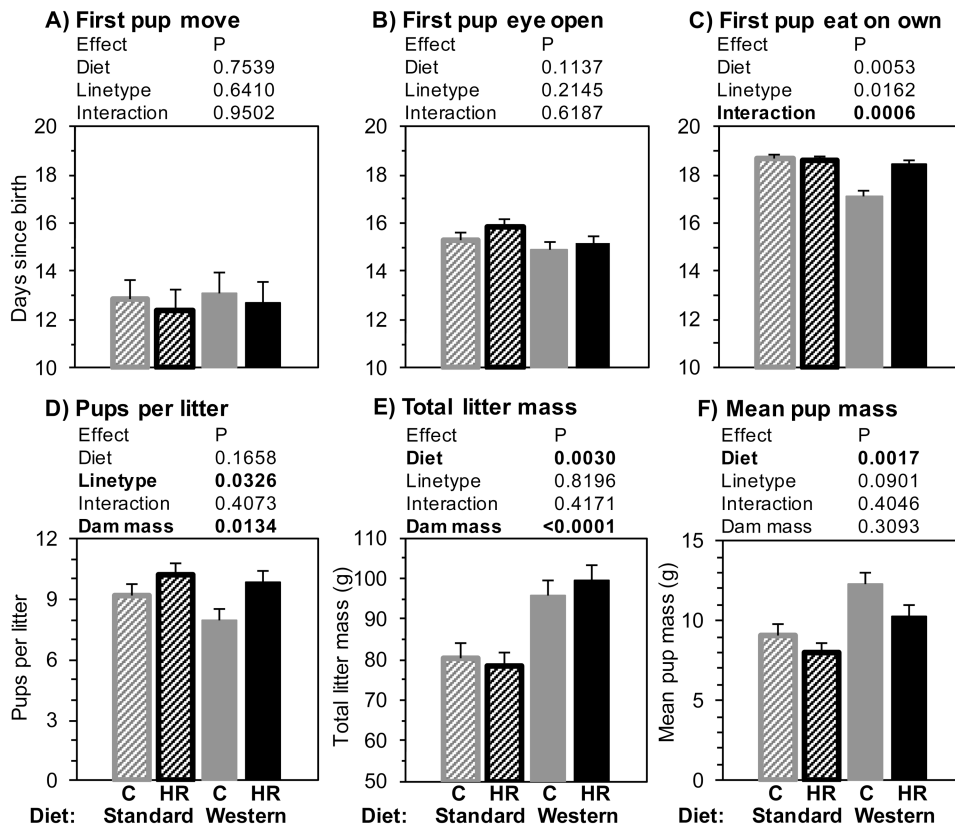 A) First pup move
Effect P
Diet 0.7539
Linetype 0.6410
Interaction 0.9502
20
18
16
14
12
10
Days since birth
B) First pup eye open
Effect P
Diet 0.1137
Linetype 0.2145
Interaction 0.6187
20
18
16
14
12
10
C) First pup eat on own
Effect P
Diet 0.0053
Linetype 0.0162
Interaction 0.0006
20
18
16
14
12
10
D) Pups per litter
Effect P
Diet 0.1658
Linetype 0.0326
Interaction 0.4073
Dam mass 0.0134
12
9
6
3
0
Pups per litter
C HR C HR
Diet: Standard Western
E) Total litter mass
Effect P
Diet 0.0030
Linetype 0.8196
Interaction 0.4171
Dam mass <0.0001
110
100
90
80
70
60
50
Total litter mass (g)
C HR C HR
Diet: Standard Western
F) Mean pup mass
Effect P
Diet 0.0017
Linetype 0.0901
Interaction 0.4046
Dam mass 0.3093
15
10
5
0
Mean pup mass (g)
C HR C HR
Diet: Standard Western